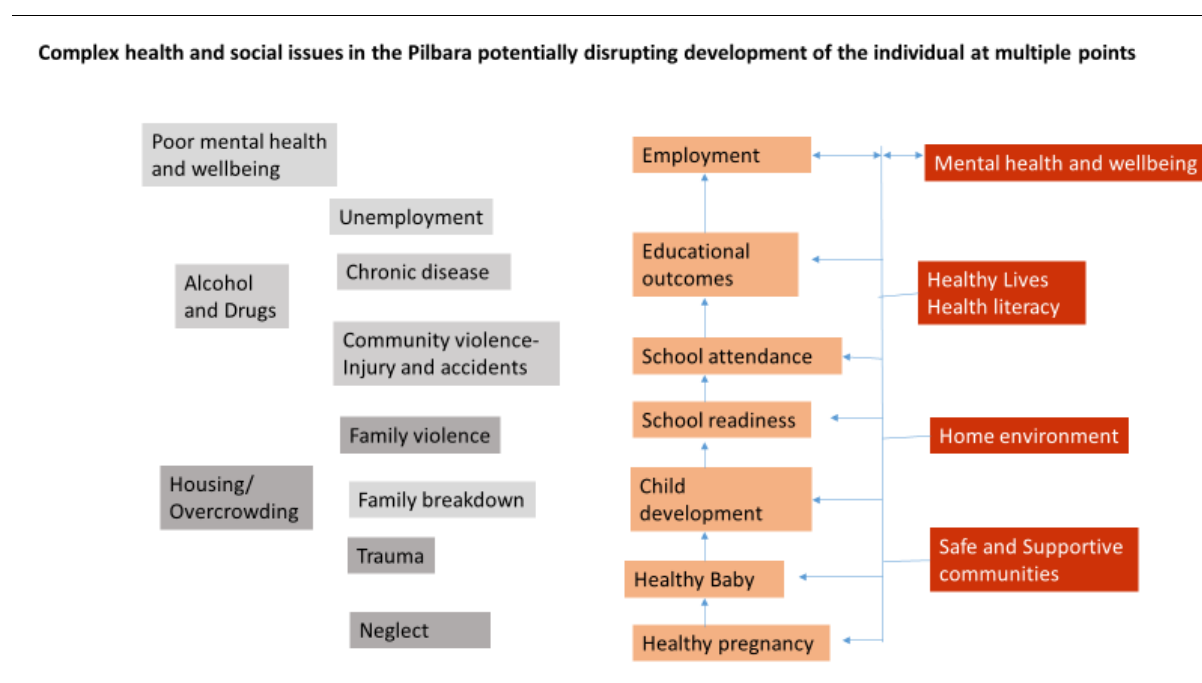 Complex health and social issues in the Pilbara potentially disrupting development of the individual at multiple points
Poor mental health
and wellbeing
Unemployment
Chronic disease
Alcohol
and Drugs
Community violence-
Injury and accidents
Family violence
Housing/
Overcrowding
Family breakdown
Trauma
Neglect
Employment
Educational
outcomes
School attendance
School readiness
Child
development
Healthy Baby
Healthy pregnancy
Mental health and wellbeing
Healthy Lives
Health literacy
Home environment
Safe and Supportive
communities